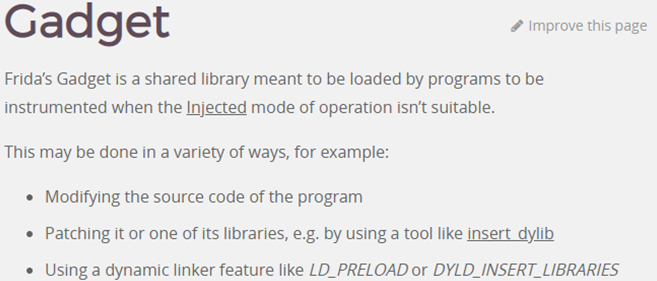 Gadget
Improve this page
Frida’s Gadget is a shared library meant to be loaded by programs to be
instrumented when the Injected mode of operation isn’t suitable.
This may be done in a variety of ways, for example:
• Modifying the source code of the program
• Patching it or one of its libraries, e.g. by using a tool like insert_dylib
• Using a dynamic linker feature like LD_PRELOAD or DYLD_INSERT_LIBRARIES